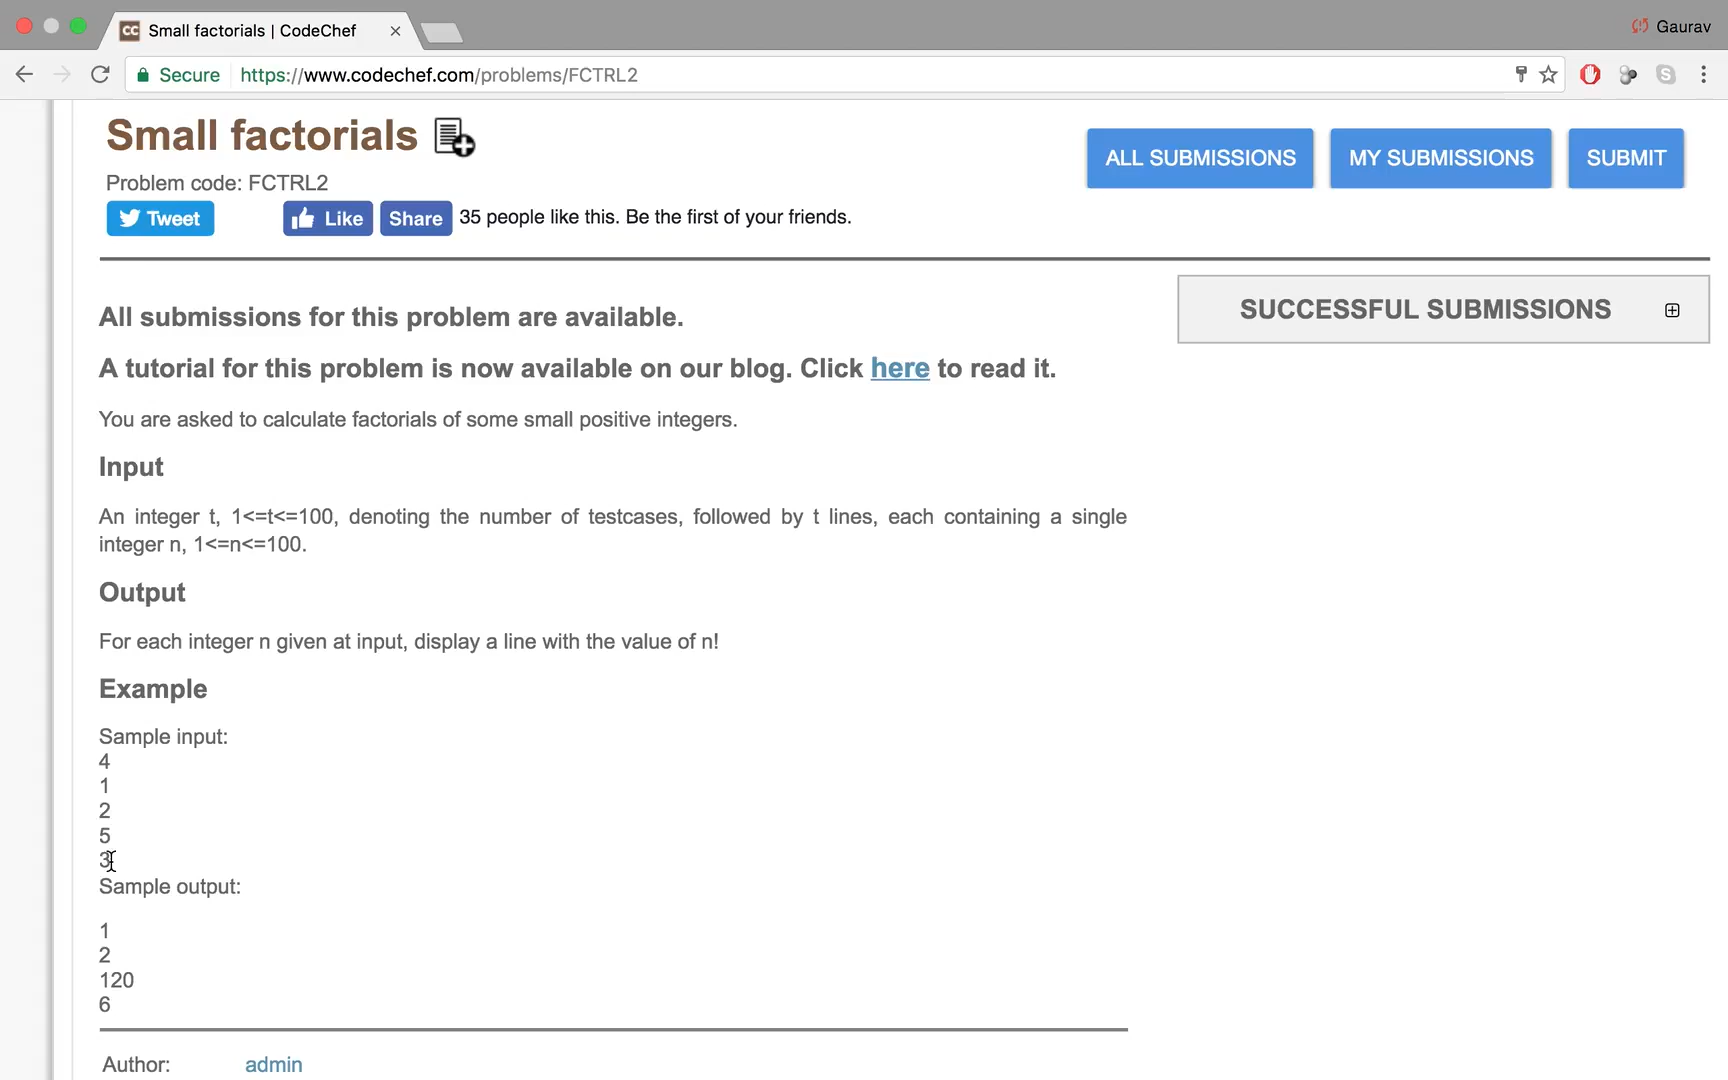 CC Small factorials | CodeChef
Gaurav
Secure https://www.codechef.com/problems/FCTRL2
S
Small factorials
ALL SUBMISSIONS MY SUBMISSIONS SUBMIT
Problem code: FCTRL2
Tweet Like Share 35 people like this. Be the first of your friends.
All submissions for this problem are available.
SUCCESSFUL SUBMISSIONS
A tutorial for this problem is now available on our blog. Click here to read it.
You are asked to calculate factorials of some small positive integers.
Input
An integer t, 1<=t<=100, denoting the number of testcases, followed by t lines, each containing a single
integer n, 1<=n<=100.
Output
For each integer n given at input, display a line with the value of n!
Example
Sample input:
4
1
2
5
3
Sample output:
1
2
120
6
Author: admin